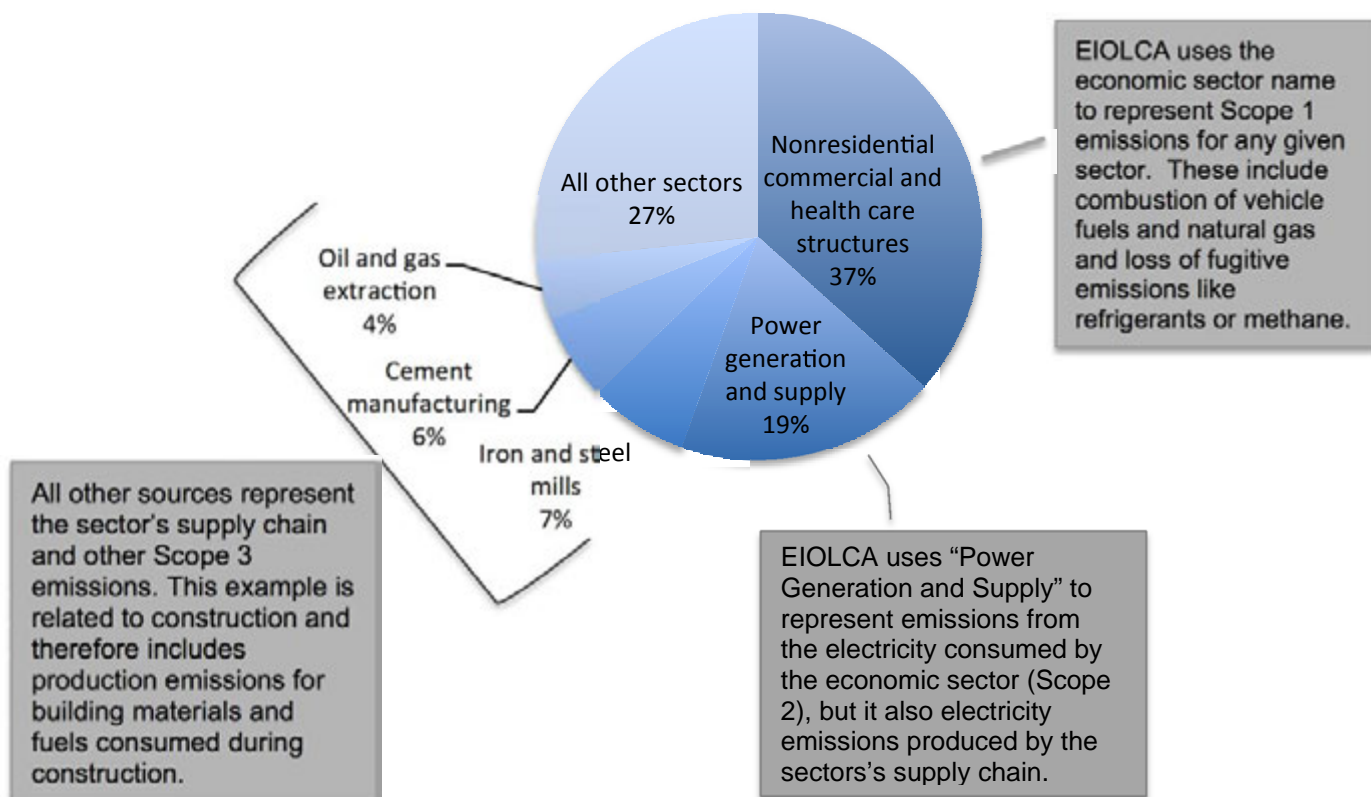 EIOLCA uses the
economic sector name
to represent Scope 1
emissions for any given
sector.  These include
combustion of vehicle
fuels and natural gas
and loss of fugitive
emissions like
refrigerants or methane.
Nonresidential
commercial and
health care
structures
37%
All other sectors
27%
Oil and gas
extraction
4%
Cement
manufacturing
6%
Iron and steel
mills
7%
Power
generation
and supply
19%
All other sources represent
the sector's supply chain
and other Scope 3
emissions. This example is
related to construction and
therefore includes
production emissions for
building materials and
fuels consumed during
construction.
EIOLCA uses “Power
Generation and Supply” to
represent emissions from
the electricity consumed by
the economic sector (Scope
2), but it also electricity
emissions produced by the
sectors's supply chain.